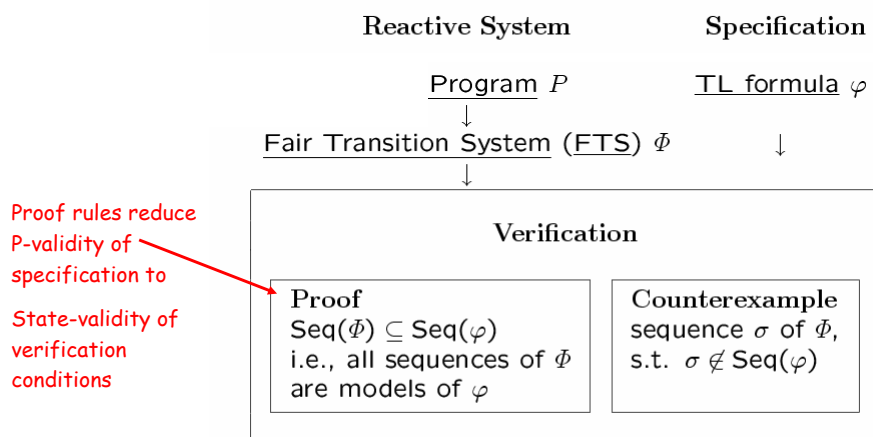 Reactive System Specification
Program P TL formula φ
↓
Fair Transition System (FTS) Φ ↓
↓
Proof rules reduce
P-validity of
specification to
State-validity of
verification
conditions
Verification
Proof
Seq(Φ) ⊆ Seq(φ)
i.e., all sequences of Φ
are models of φ
Counterexample
sequence σ of Φ,
s.t. σ ∉ Seq(φ)